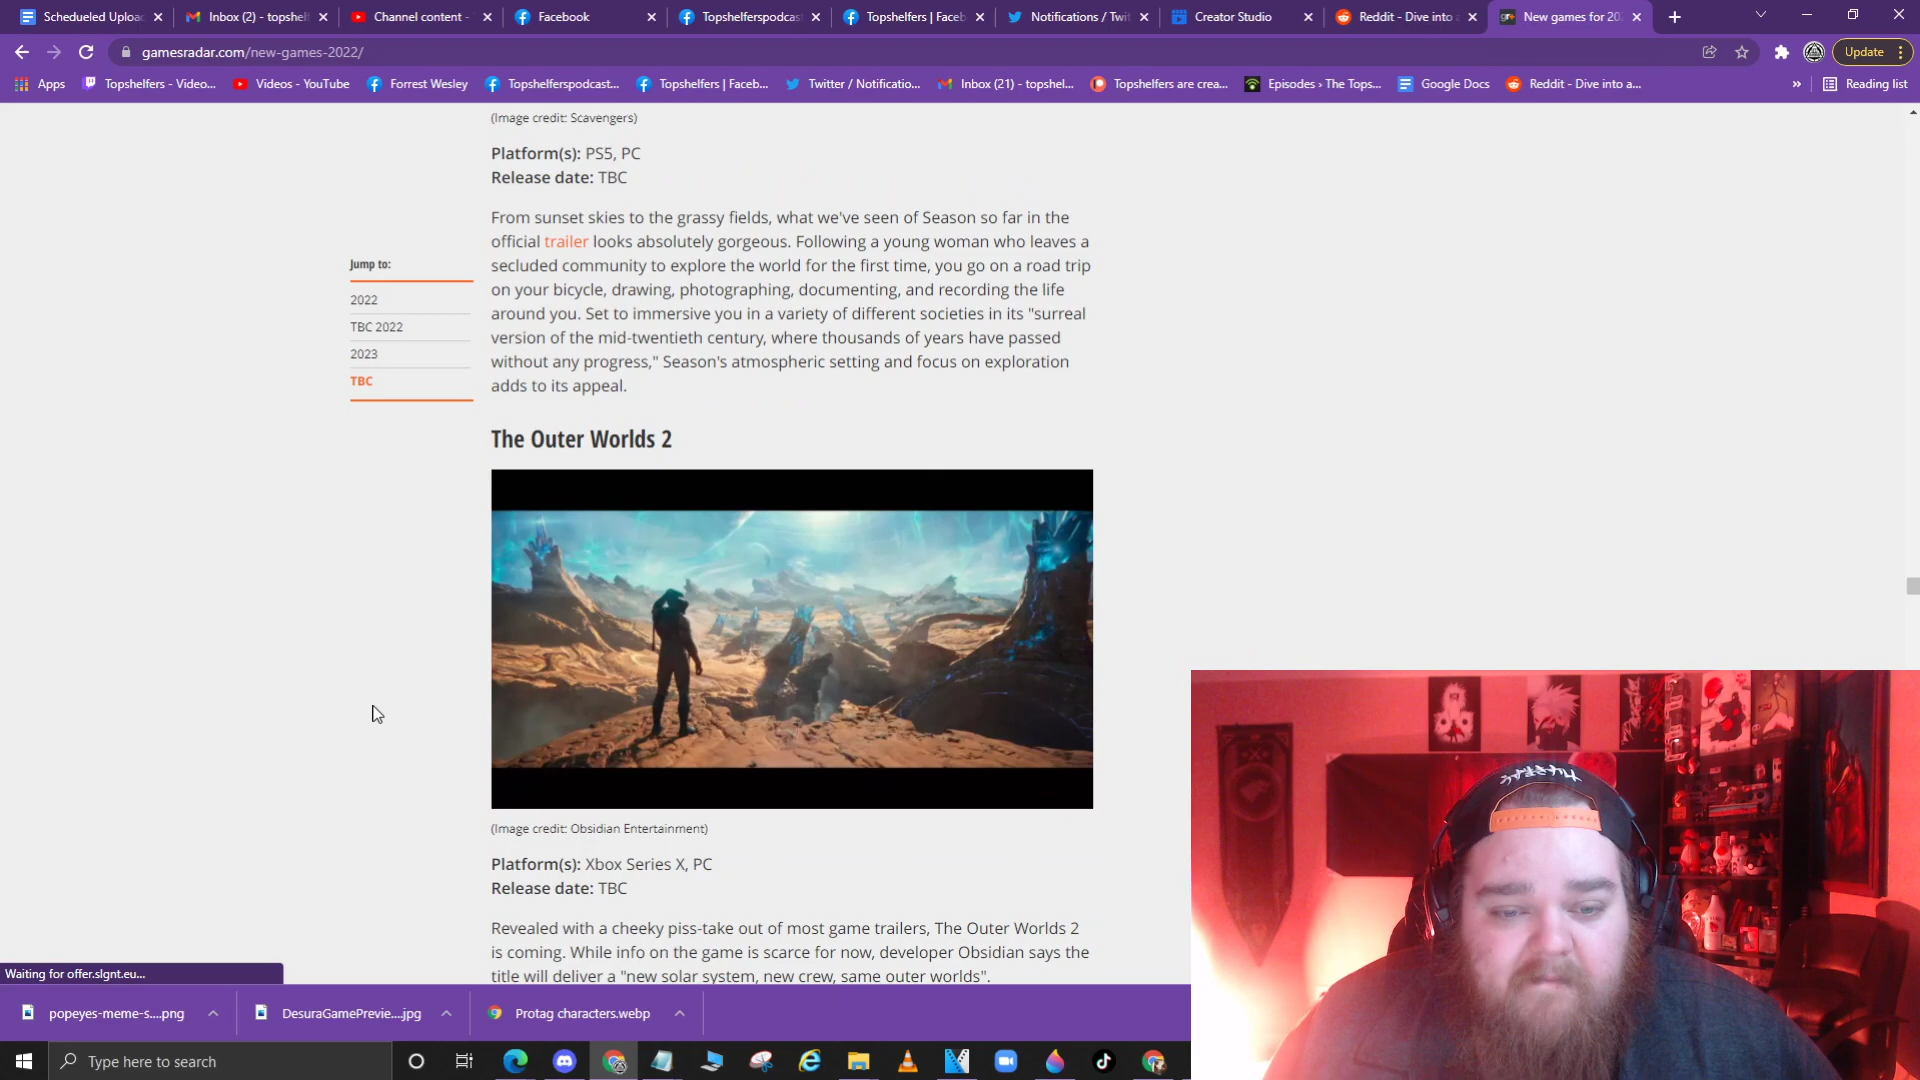 Schedueled Uploa
Inbox (2) - topshel
Channel content -
Facebook
Topshelferspodcas
Topshelfers | Faceb
Notifications / Twit
Creator Studio
Reddit - Dive into a
New games for 20
gamesradar.com/new-games-2022/
Update
Apps
Topshelfers - Video...
Videos - YouTube
Forrest Wesley
Topshelferspodcast...
Topshelfers | Faceb...
Twitter / Notificatio...
Inbox (21) - topshel...
Topshelfers are crea...
Episodes › The Tops...
Google Docs
Reddit - Dive into a...
»
Reading list
(Image credit: Scavengers)
Platform(s): PS5, PC
Release date: TBC
From sunset skies to the grassy fields, what we've seen of Season so far in the
official trailer looks absolutely gorgeous. Following a young woman who leaves a
secluded community to explore the world for the first time, you go on a road trip
on your bicycle, drawing, photographing, documenting, and recording the life
around you. Set to immersive you in a variety of different societies in its "surreal
version of the mid-twentieth century, where thousands of years have passed
without any progress," Season's atmospheric setting and focus on exploration
adds to its appeal.
Jump to:
2022
TBC 2022
2023
TBC
The Outer Worlds 2
(Image credit: Obsidian Entertainment)
Platform(s): Xbox Series X, PC
Release date: TBC
Revealed with a cheeky piss-take out of most game trailers, The Outer Worlds 2
is coming. While info on the game is scarce for now, developer Obsidian says the
title will deliver a "new solar system, new crew, same outer worlds".
Waiting for offer.slgnt.eu...
popeyes-meme-s....png
DesuraGamePrevie....jpg
Protag characters.webp
Type here to search